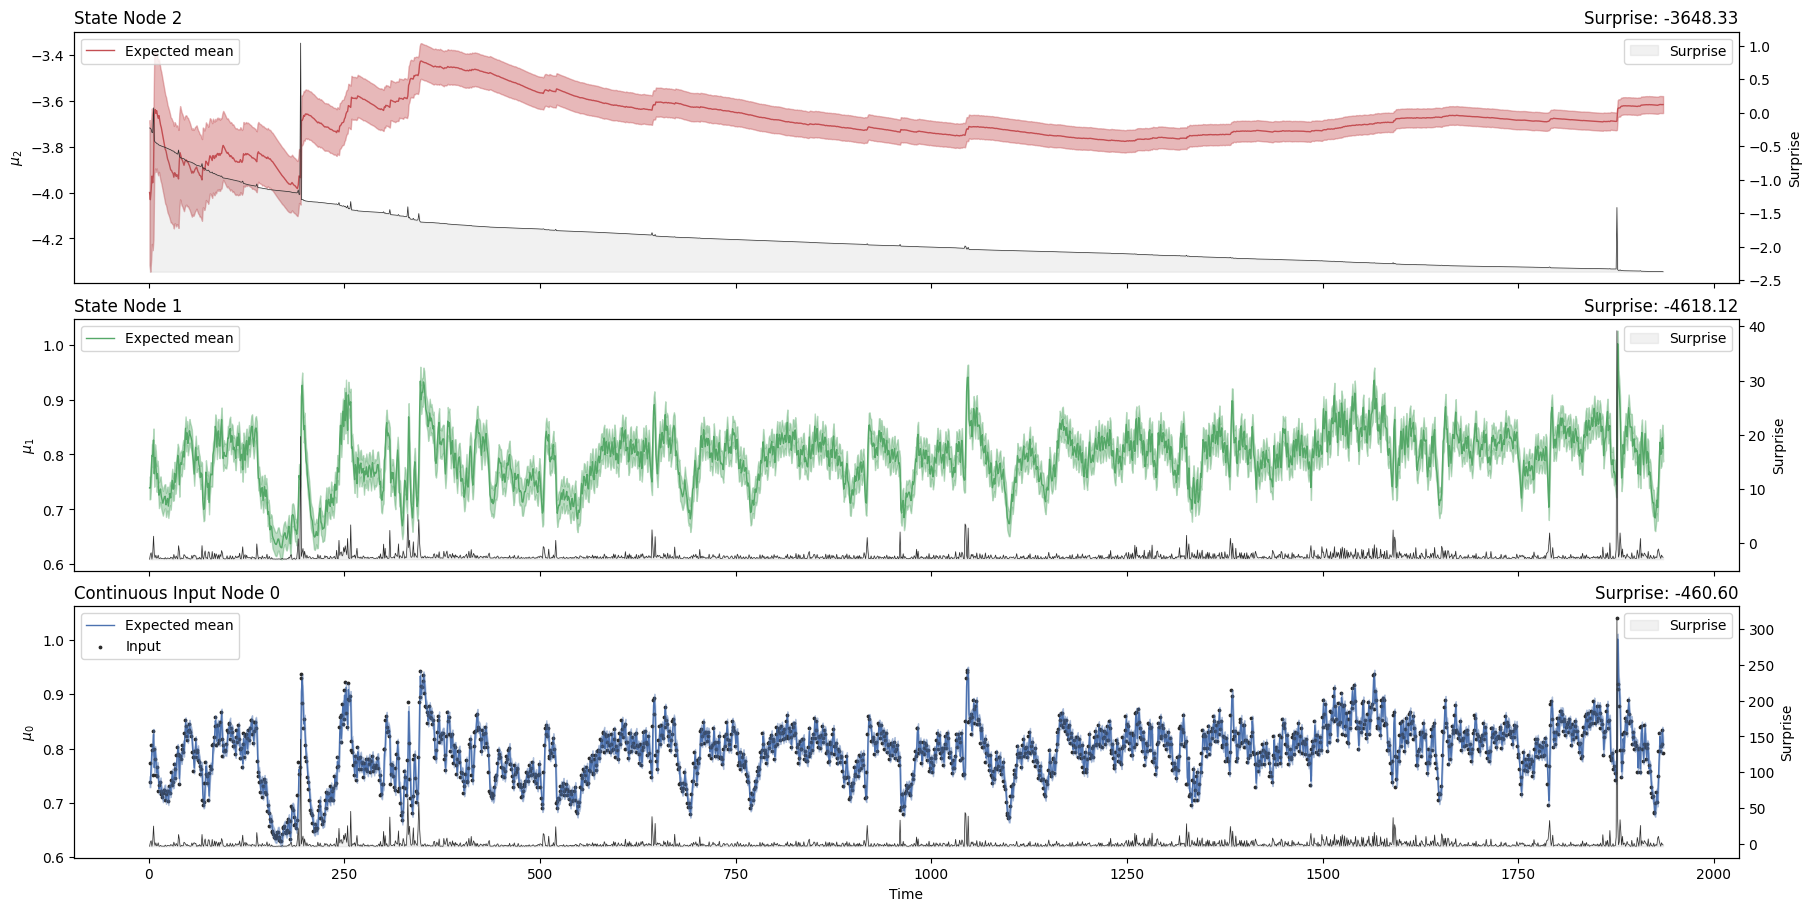 State Node 2
Surprise: -3648.33
Expected mean
Surprise
−3.4
−3.6
−3.8
−4.0
−4.2
μ2
1.0
0.5
0.0
−0.5
−1.0
−1.5
−2.0
−2.5
Surprise
State Node 1
Surprise: -4618.12
Expected mean
Surprise
1.0
0.9
0.8
0.7
0.6
μ1
40
30
20
10
0
Surprise
Continuous Input Node 0
Surprise: -460.60
Expected mean
Input
Surprise
1.0
0.9
0.8
0.7
0.6
μ0
300
250
200
150
100
50
0
Surprise
0 250 500 750 1000 1250 1500 1750 2000
Time